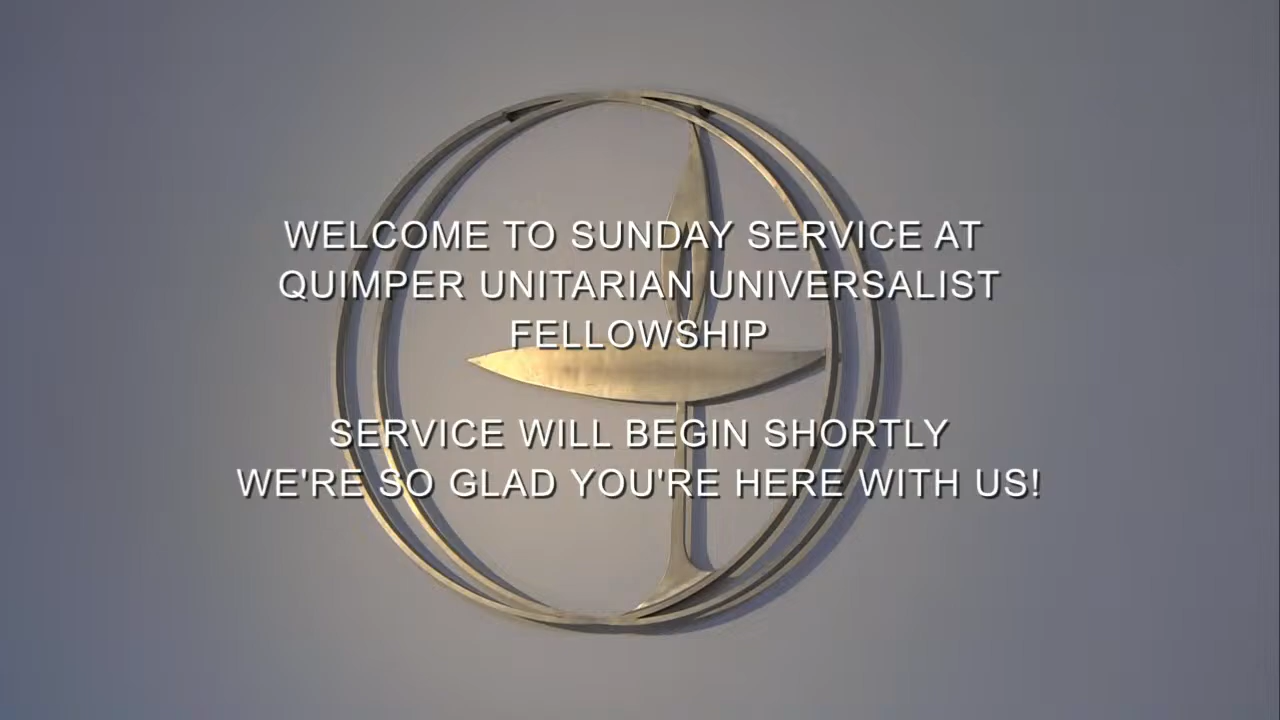 WELCOME TO SUNDAY SERVICE AT
QUIMPER UNITARIAN UNIVERSALIST
FELLOWSHIP
SERVICE WILL BEGIN SHORTLY
WE'RE SO GLAD YOU'RE HERE WITH US!